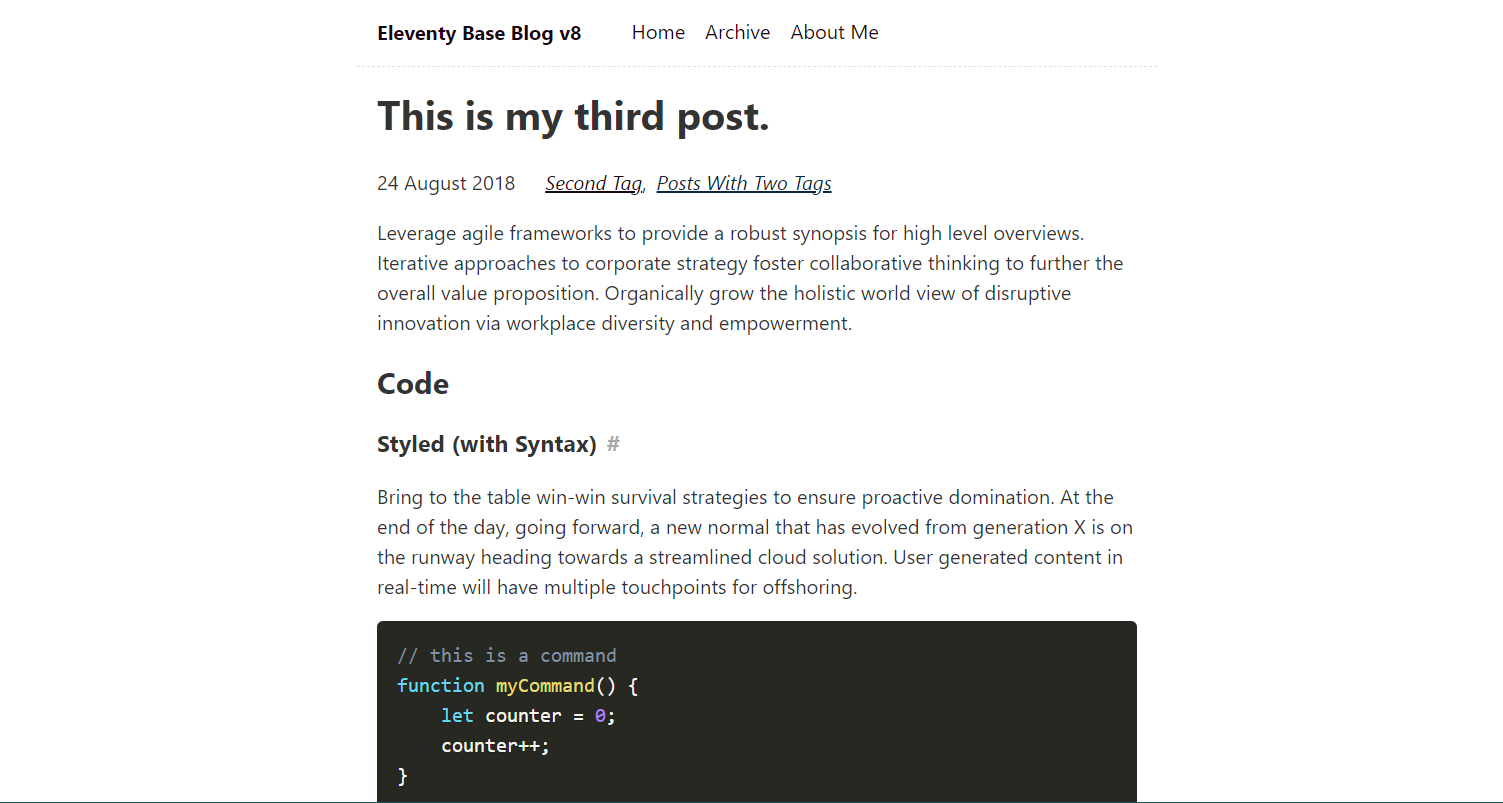 Eleventy Base Blog v8 Home Archive About Me
This is my third post.
24 August 2018 Second Tag, Posts With Two Tags
Leverage agile frameworks to provide a robust synopsis for high level overviews.
Iterative approaches to corporate strategy foster collaborative thinking to further the
overall value proposition. Organically grow the holistic world view of disruptive
innovation via workplace diversity and empowerment.
Code
Styled (with Syntax) #
Bring to the table win-win survival strategies to ensure proactive domination. At the
end of the day, going forward, a new normal that has evolved from generation X is on
the runway heading towards a streamlined cloud solution. User generated content in
real-time will have multiple touchpoints for offshoring.
// this is a command
function myCommand() {
    let counter = 0;
    counter++;
}